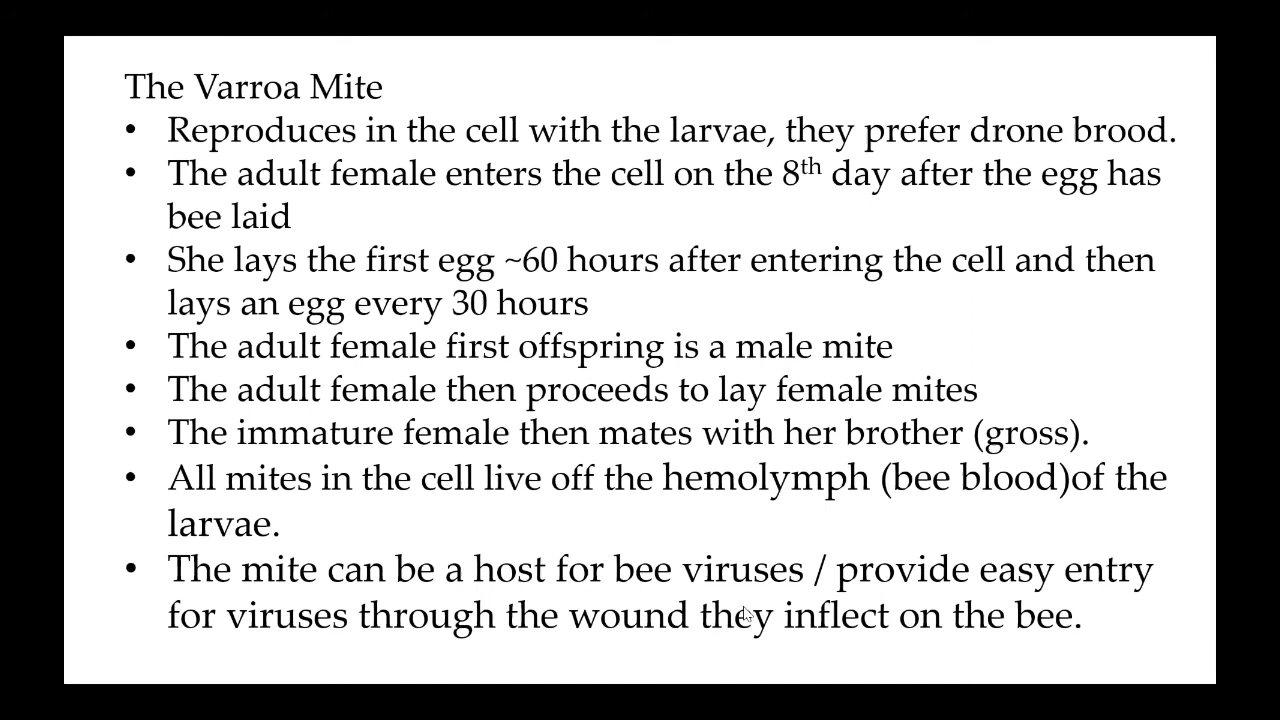 The Varroa Mite
• Reproduces in the cell with the larvae, they prefer drone brood.
• The adult female enters the cell on the 8th day after the egg has
bee laid
• She lays the first egg ~60 hours after entering the cell and then
lays an egg every 30 hours
• The adult female first offspring is a male mite
• The adult female then proceeds to lay female mites
• The immature female then mates with her brother (gross).
• All mites in the cell live off the hemolymph (bee blood)of the
larvae.
• The mite can be a host for bee viruses / provide easy entry
for viruses through the wound they inflect on the bee.